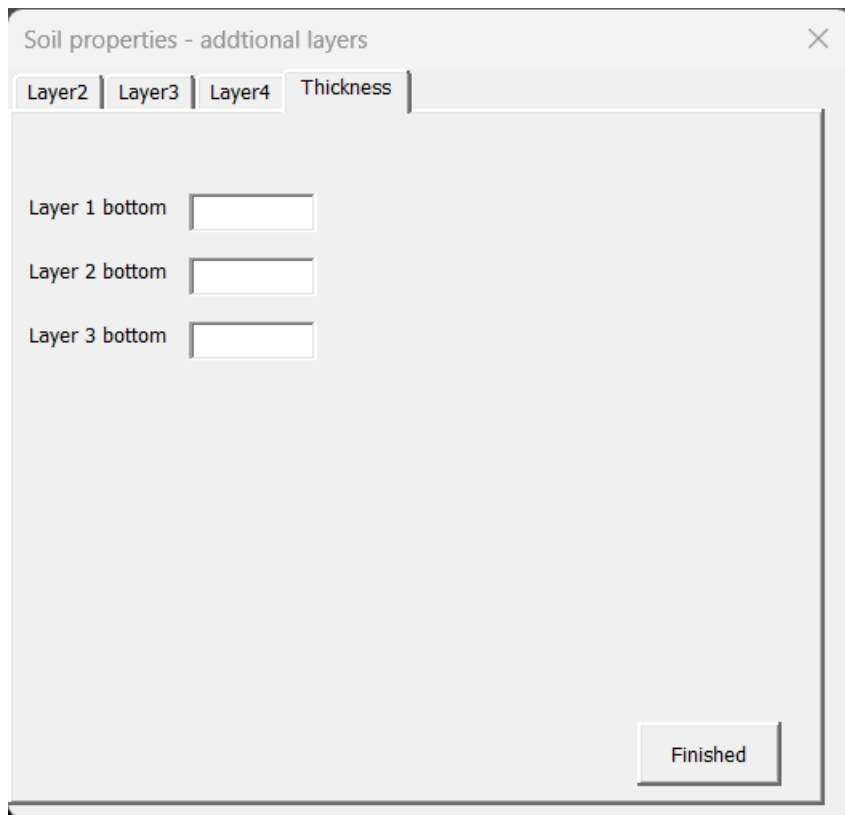 Soil properties - addtional layers
Layer2 Layer3 Layer4 Thickness
Layer 1 bottom
Layer 2 bottom
Layer 3 bottom
Finished